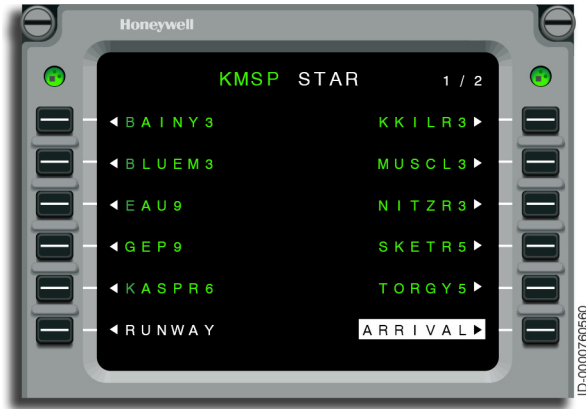 Honeywell
KMSP STAR 1 / 2
◀BAINY3 KKILR3▶
◀BLUEM3 MUSCL3▶
◀EAU9 NITZR3▶
◀GEP9 SKETR5▶
◀KASPR6 TORGY5▶
◀RUNWAY ARRIVAL▶
ID-0000760560